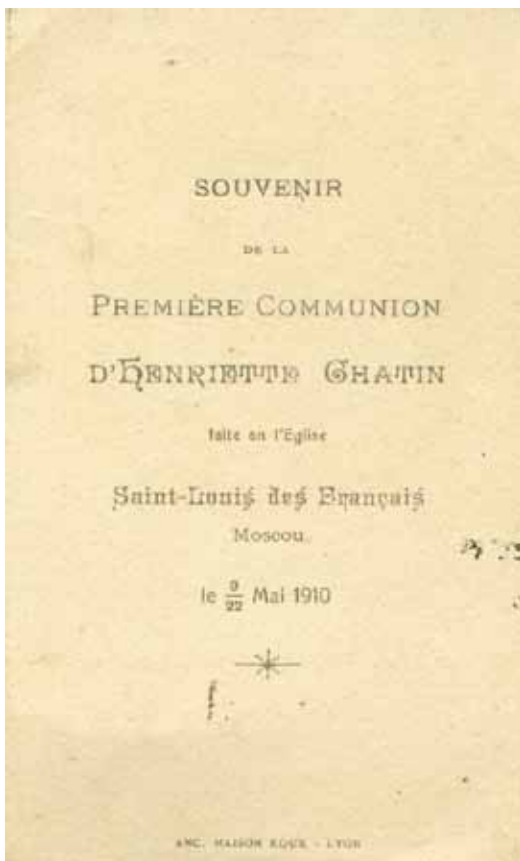 SOUVENIR
DE LA
PREMIÈRE COMMUNION
D'HENRIETTE CHATIN
faite en l'Eglise
Saint-Louis des Français
Moscou
le 9/22 Mai 1910
ANC. MAISON ROUX - LYON